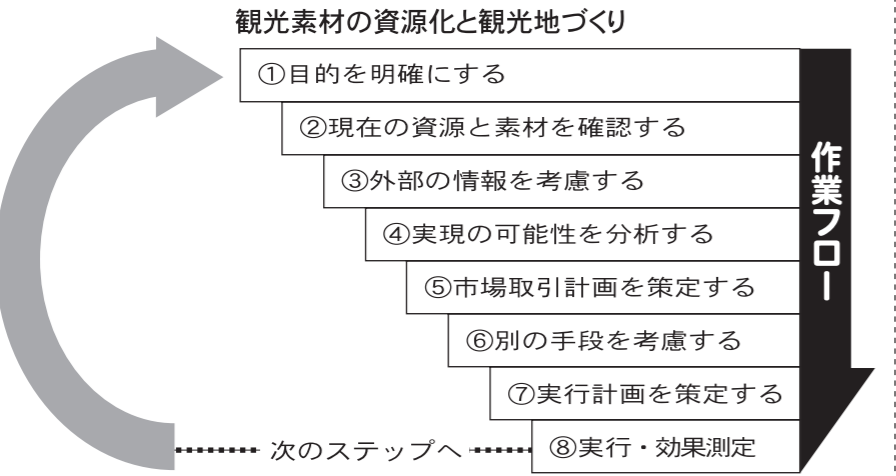 観光素材の資源化と観光地づくり
①目的を明確にする
②現在の資源と素材を確認する
③外部の情報を考慮する
④実現の可能性を分析する
⑤市場取引計画を策定する
⑥別の手段を考慮する
⑦実行計画を策定する
⑧実行・効果測定
次のステップへ
作業フロー